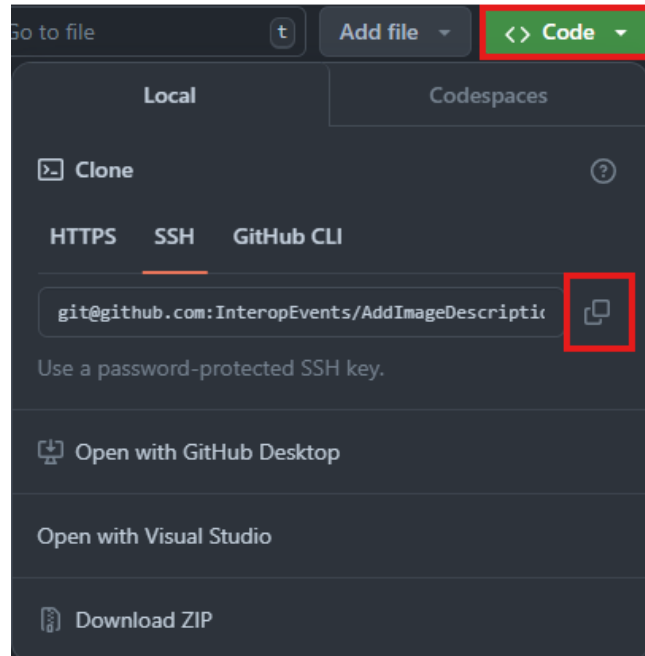 Go to file t Add file <> Code
Local Codespaces
Clone
HTTPS SSH GitHub CLI
git@github.com:InteropEvents/AddImageDescriptic
Use a password-protected SSH key.
Open with GitHub Desktop
Open with Visual Studio
Download ZIP